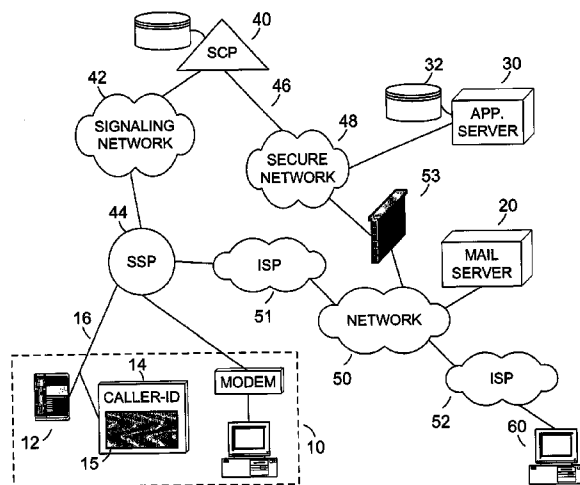 40
SCP
42
46
32
30
SIGNALING
NETWORK
48
APP.
SERVER
SECURE
NETWORK
53
20
44
SSP
ISP
51
MAIL
SERVER
16
NETWORK
50
ISP
52
14
CALLER-ID
MODEM
12
15
10
60